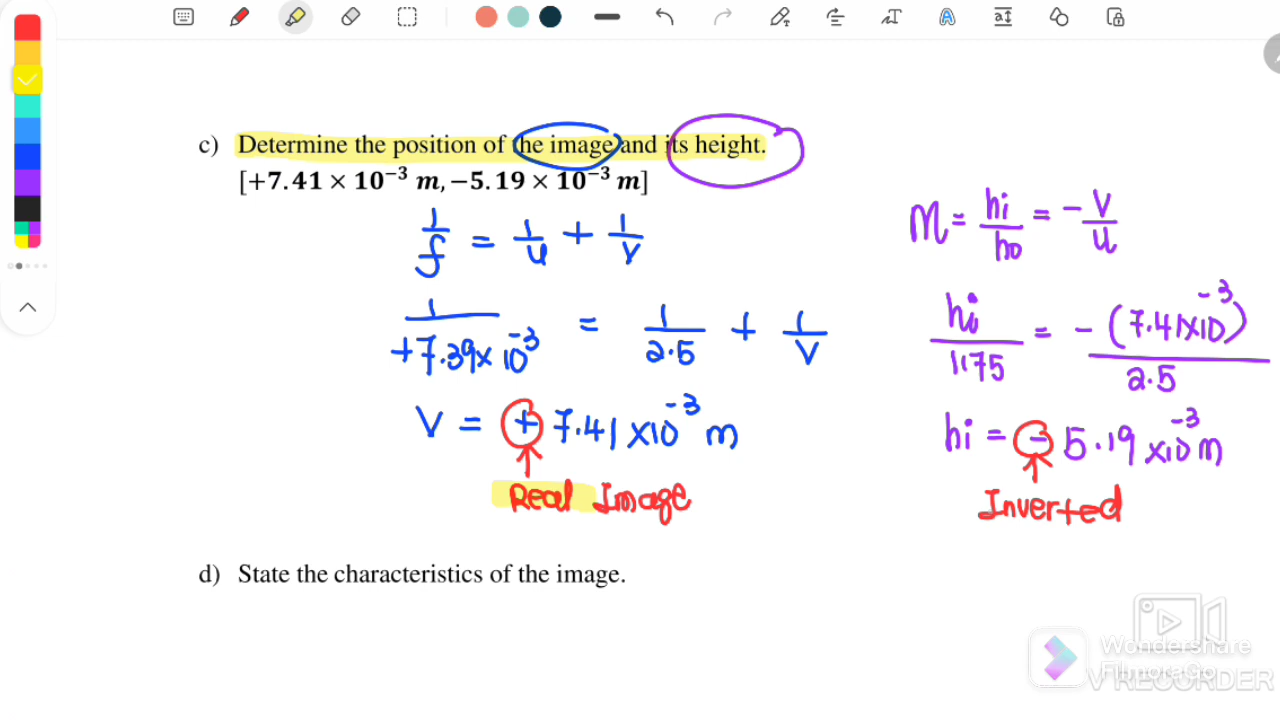 c) Determine the position of the image and its height.
[+7.41 × 10⁻³ m, −5.19 × 10⁻³ m]
1/f = 1/u + 1/v
1/+7.39×10⁻³ = 1/2.5 + 1/v
v = + 7.41×10⁻³ m
Real Image
M = hi/ho = - v/u
hi/1.75 = - (7.41×10⁻³)/2.5
hi = - 5.19×10⁻³ m
Inverted
d) State the characteristics of the image.
Wondershare
FilmoraGo
V RECORDER